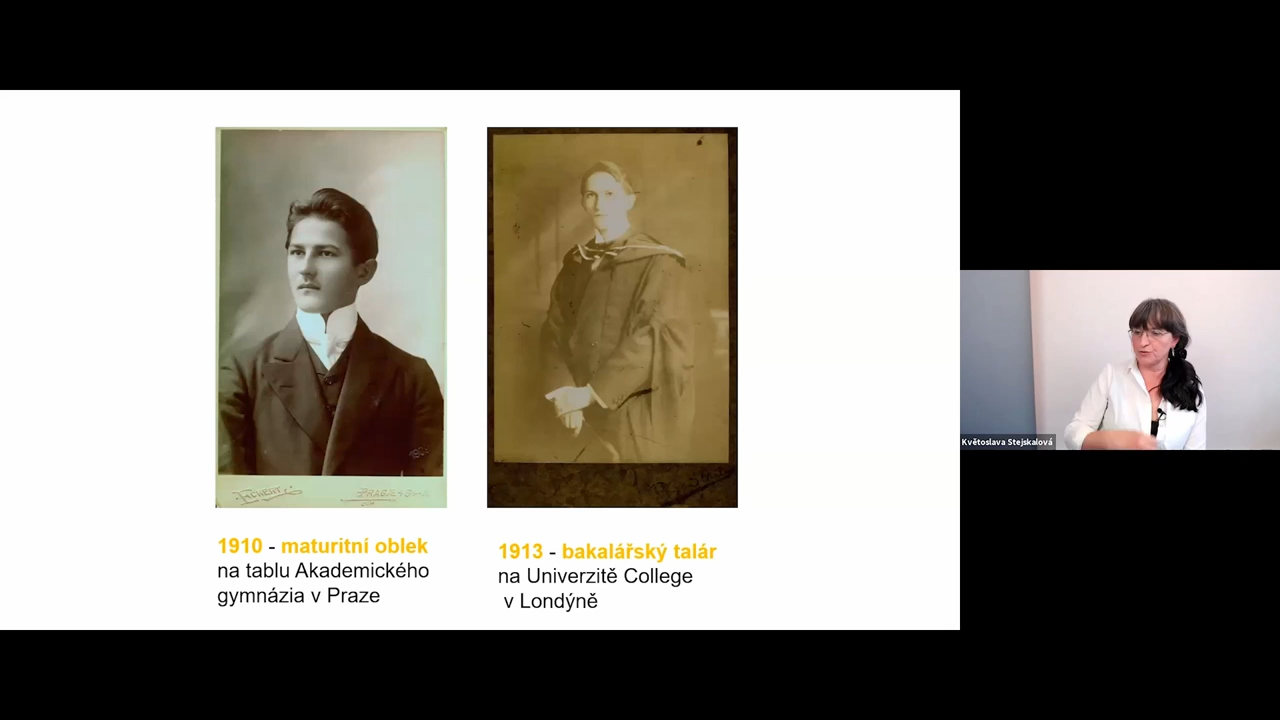 1910 - maturitní oblek
na tablu Akademického
gymnázia v Praze
1913 - bakalářský talár
na Univerzitě College
v Londýně
Květoslava Stejskalová